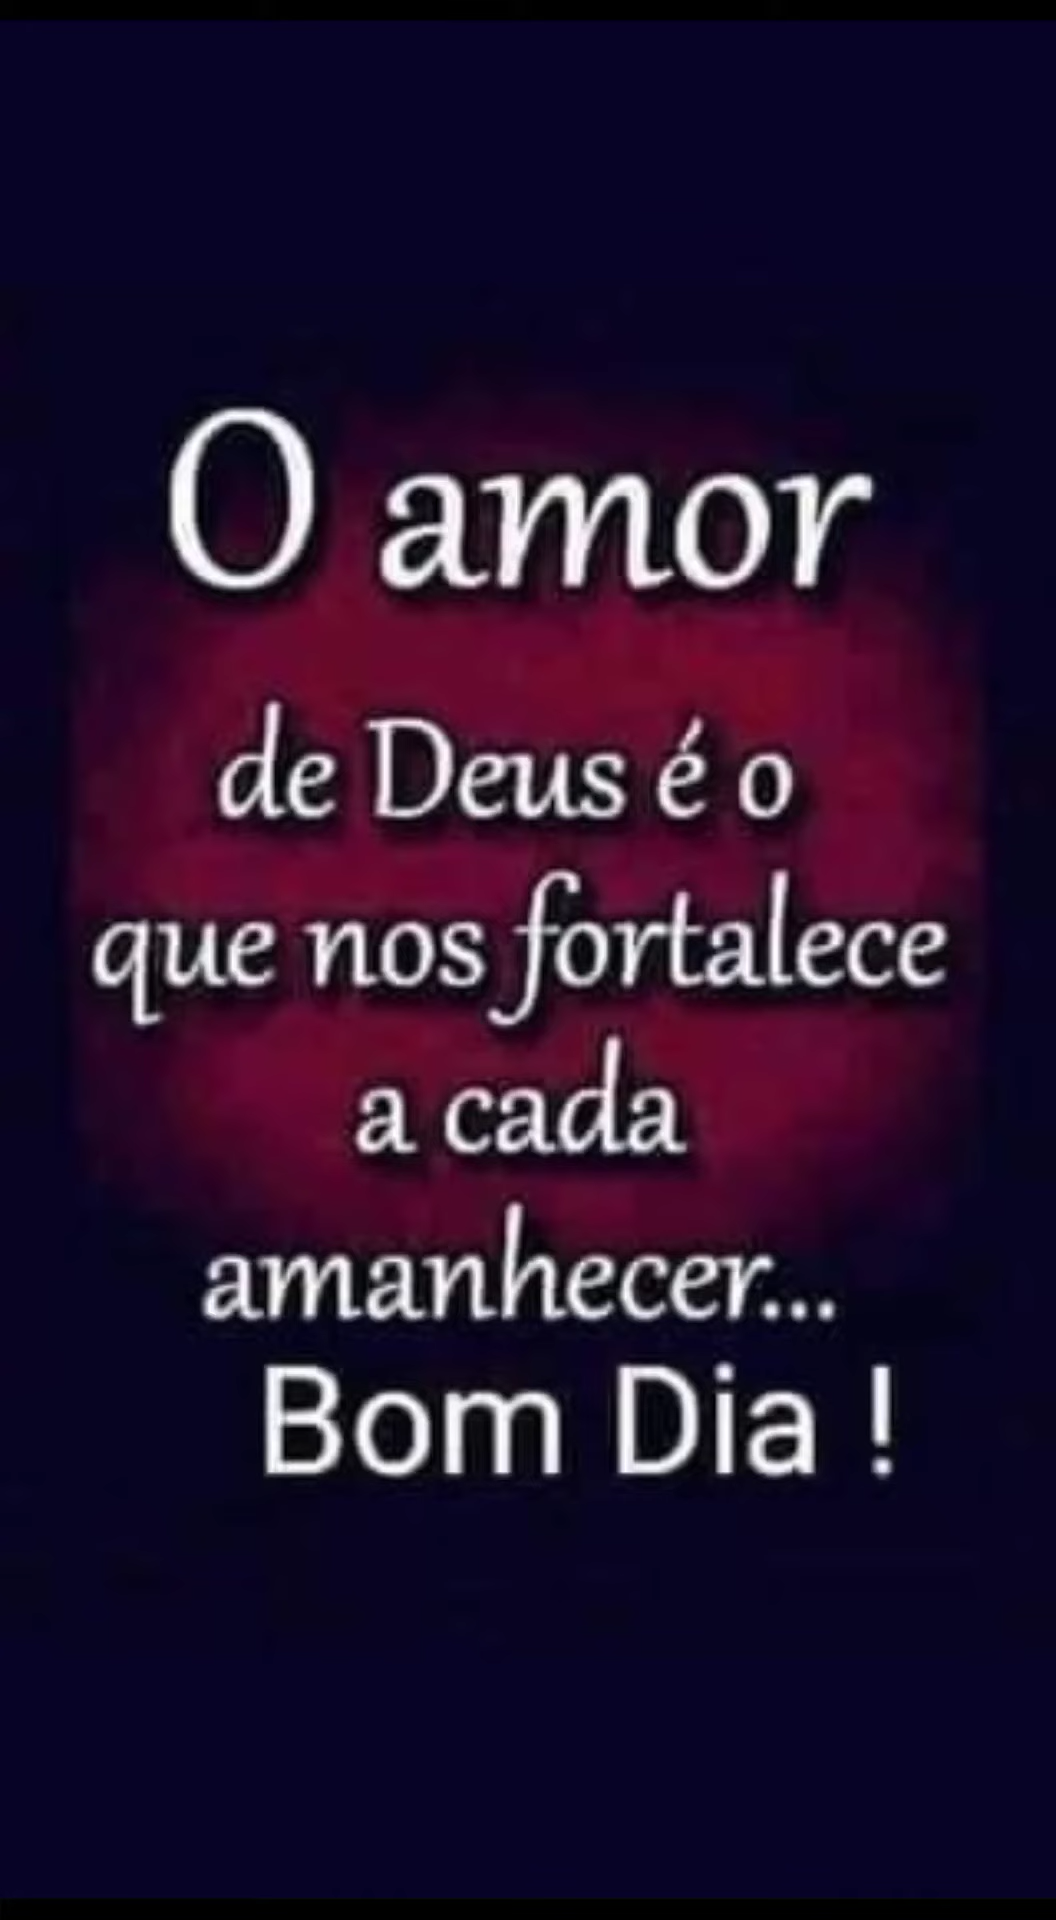 O amor
de Deus é o
que nos fortalece
a cada
amanhecer...
Bom Dia !